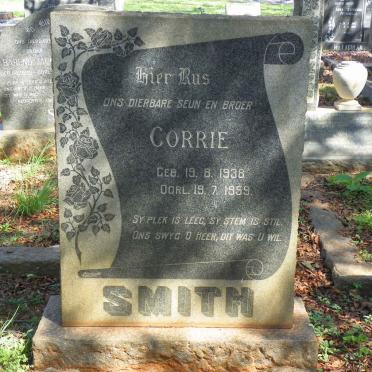 Hier Rus
ONS DIERBARE SEUN EN BROER
CORRIE
GEB. 19. 8. 1938
OORL. 19. 7. 1959.
SY PLEK IS LEEG, SY STEM IS STIL.
ONS SWYG O HEER, DIT WAS U WIL.
SMITH